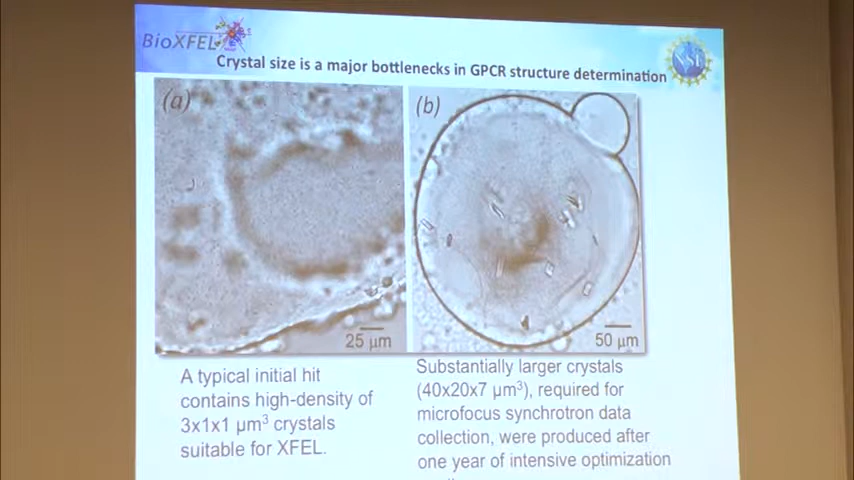 BioXFEL
NSF
Crystal size is a major bottlenecks in GPCR structure determination
(a)
25 µm
(b)
50 µm
A typical initial hit
contains high-density of
3x1x1 µm³ crystals
suitable for XFEL.
Substantially larger crystals
(40x20x7 µm³), required for
microfocus synchrotron data
collection, were produced after
one year of intensive optimization